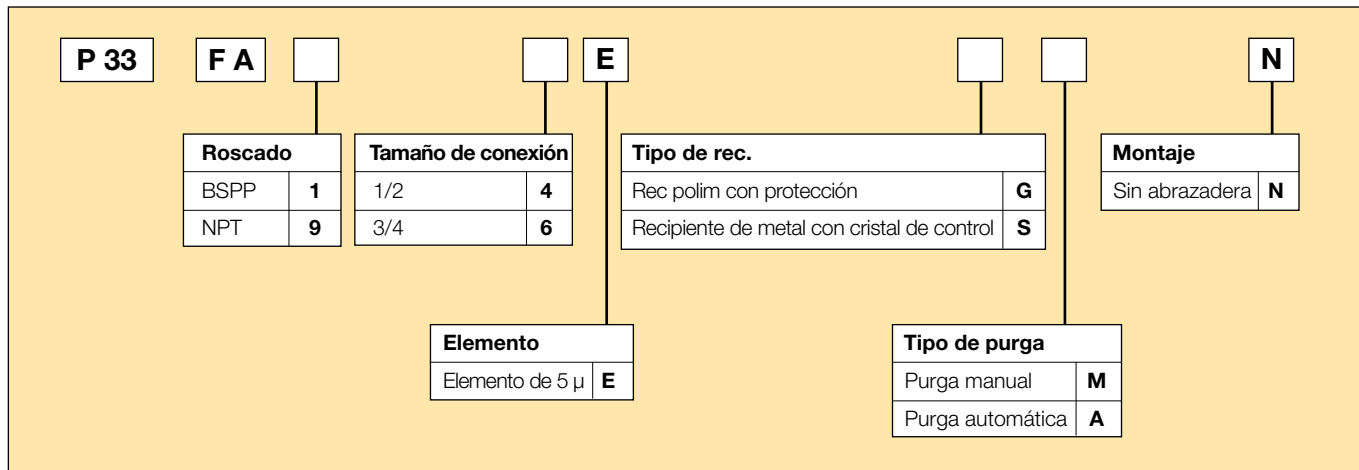 P 33 F A E N
Roscado
BSPP 1
NPT 9
Tamaño de conexión
1/2 4
3/4 6
Tipo de rec.
Rec polim con protección G
Recipiente de metal con cristal de control S
Montaje
Sin abrazadera N
Elemento
Elemento de 5 µ E
Tipo de purga
Purga manual M
Purga automática A